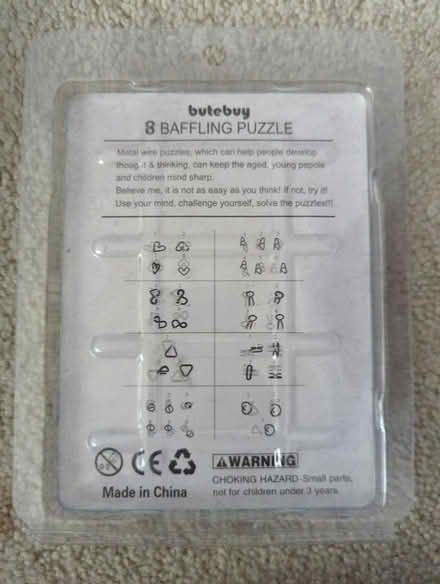 butebuy
8 BAFFLING PUZZLE
Metal wire puzzles, which can help people develop
thoug,it & thinking, can keep the aged, young pepole
and children mind sharp.
Believe me, it is not as easy as you think! If not, try it!
Use your mind, challenge yourself, solve the puzzles!!!
CE
WARNING
CHOKING HAZARD-Small parts,
Made in China
not for children under 3 years.